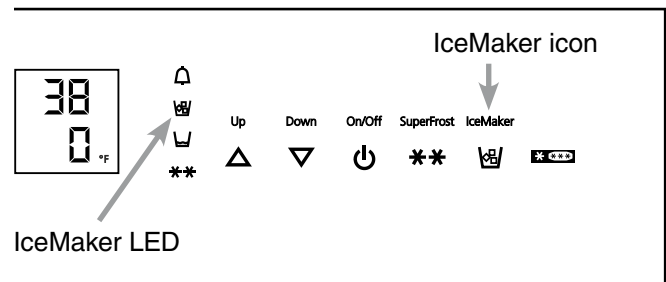 IceMaker icon
38
0 °F
Up Down On/Off SuperFrost IceMaker
IceMaker LED